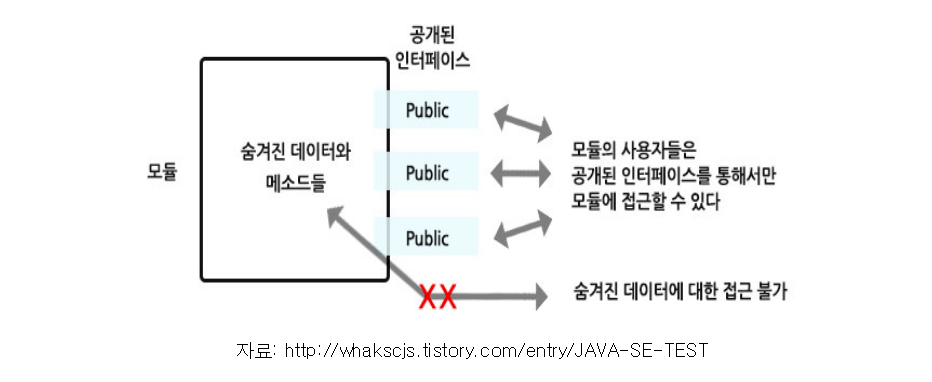 공개된
인터페이스
Public
숨겨진 데이터와
메소드들
모듈
Public
Public
모듈의 사용자들은
공개된 인터페이스를 통해서만
모듈에 접근할 수 있다
XX
숨겨진 데이터에 대한 접근 불가
자료: http://whakscjs.tistory.com/entry/JAVA-SE-TEST